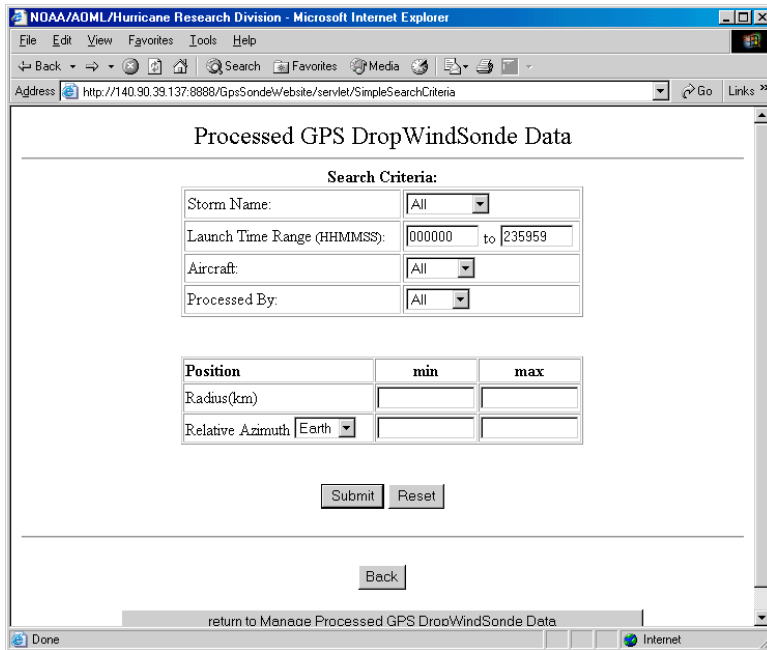 NOAA/AOML/Hurricane Research Division - Microsoft Internet Explorer
File Edit View Favorites Tools Help
Back Search Favorites Media
Address http://140.90.39.137:8888/GpsSondeWebsite/servlet/SimpleSearchCriteria Go Links »
Processed GPS DropWindSonde Data
Search Criteria:
Storm Name: All
Launch Time Range (HHMMSS): 000000 to 235959
Aircraft: All
Processed By: All
Position min max
Radius(km)
Relative Azimuth Earth
Submit Reset
Back
return to Manage Processed GPS DropWindSonde Data
Done Internet